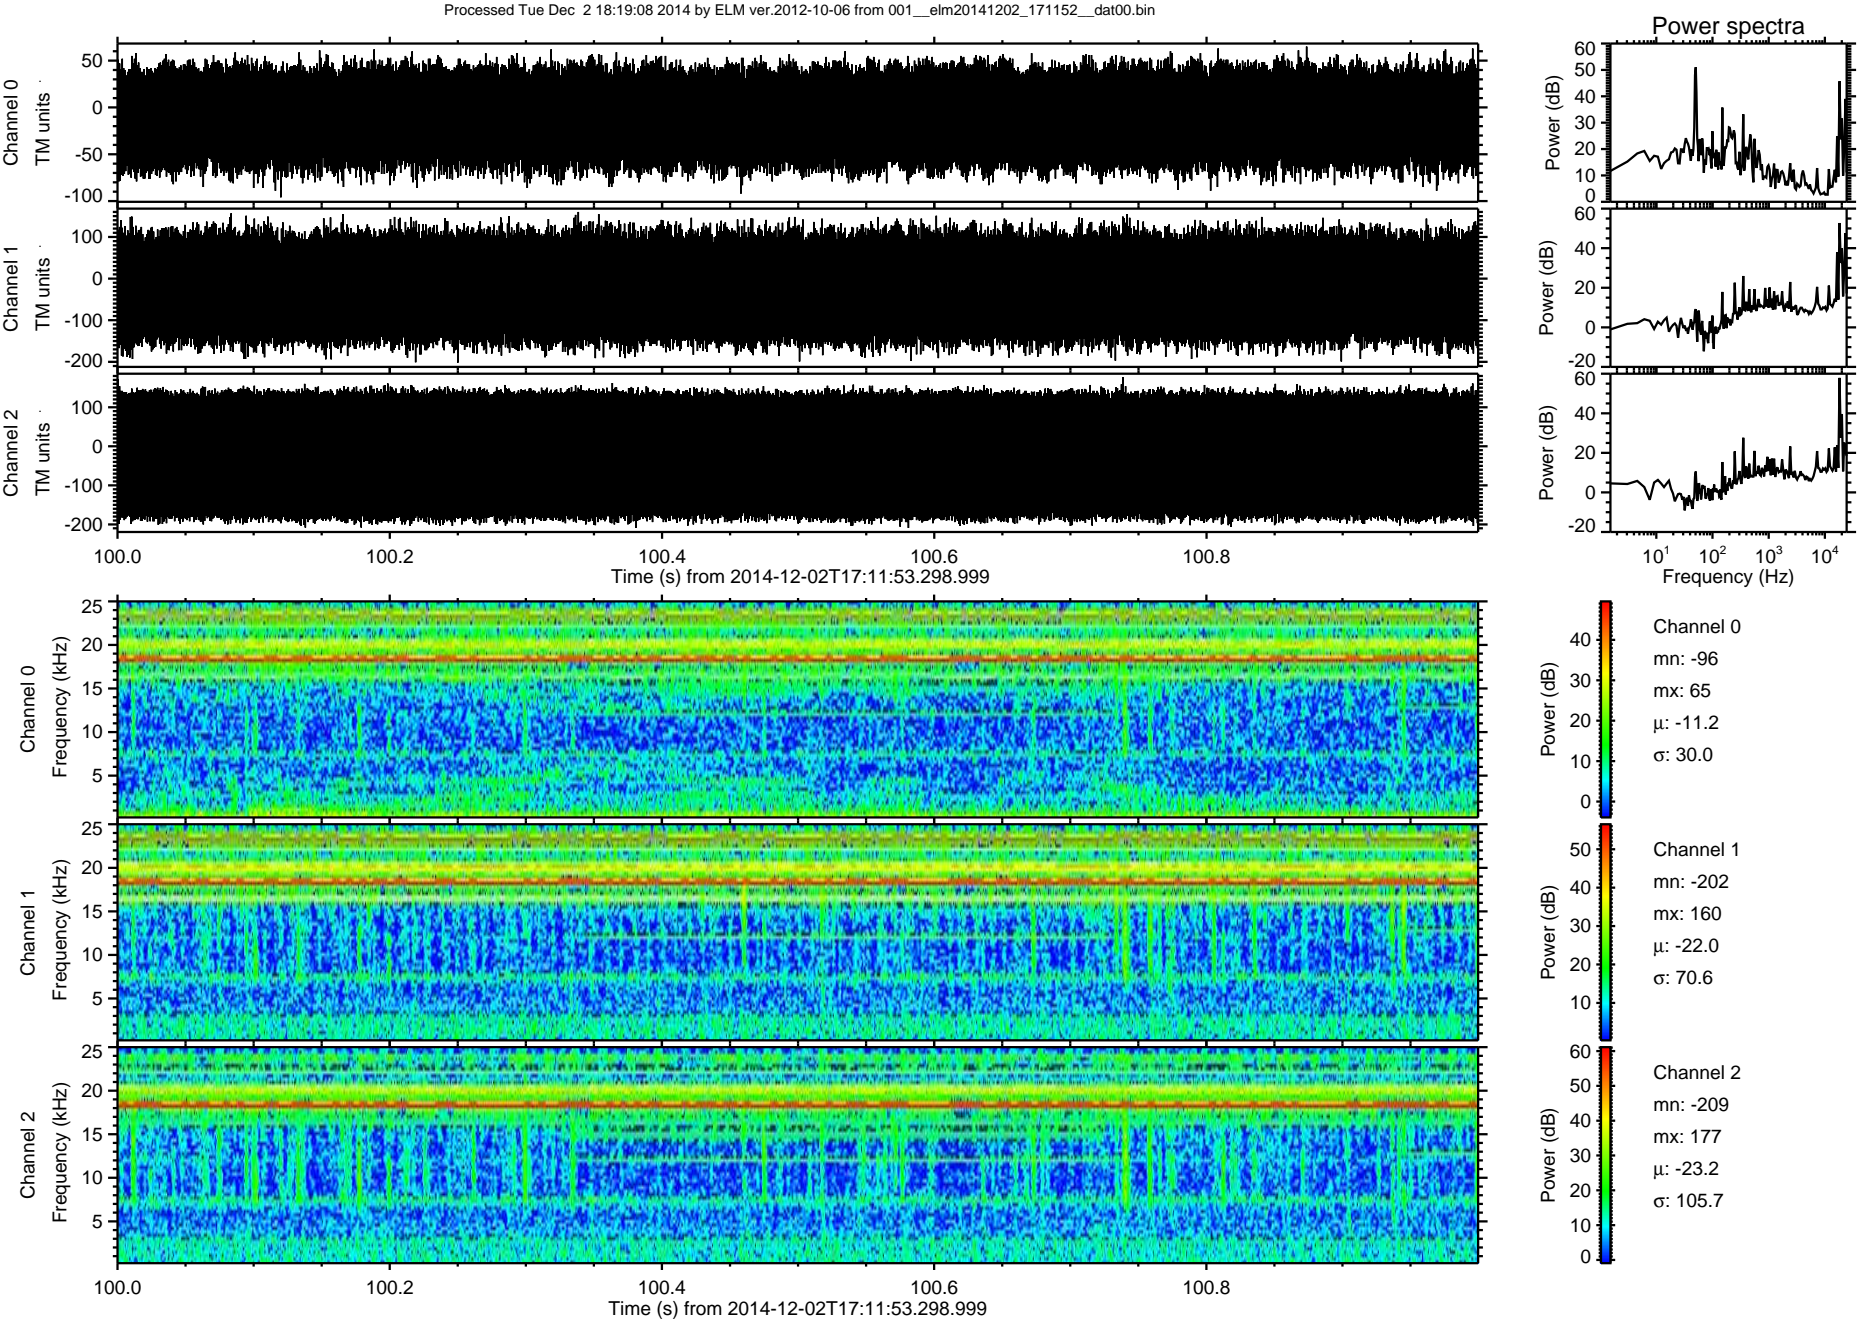 Processed Tue Dec  2 18:19:08 2014 by ELM ver.2012-10-06 from 001__elm20141202_171152__dat00.bin
Power spectra
Channel 0
TM units
50
0
-50
-100
Power (dB)
60
50
40
30
20
10
0
Channel 1
TM units
100
0
-100
-200
Power (dB)
60
40
20
0
-20
Channel 2
TM units
100
0
-100
-200
Power (dB)
60
40
20
0
-20
100.0 100.2 100.4 100.6 100.8
Time (s) from 2014-12-02T17:11:53.298.999
10¹ 10² 10³ 10⁴
Frequency (Hz)
Channel 0
Frequency (kHz)
25
20
15
10
5
Power (dB)
40
30
20
10
0
Channel 0
mn: -96
mx: 65
μ: -11.2
σ: 30.0
Channel 1
Frequency (kHz)
25
20
15
10
5
Power (dB)
50
40
30
20
10
Channel 1
mn: -202
mx: 160
μ: -22.0
σ: 70.6
Channel 2
Frequency (kHz)
25
20
15
10
5
Power (dB)
60
50
40
30
20
10
0
Channel 2
mn: -209
mx: 177
μ: -23.2
σ: 105.7
100.0 100.2 100.4 100.6 100.8
Time (s) from 2014-12-02T17:11:53.298.999